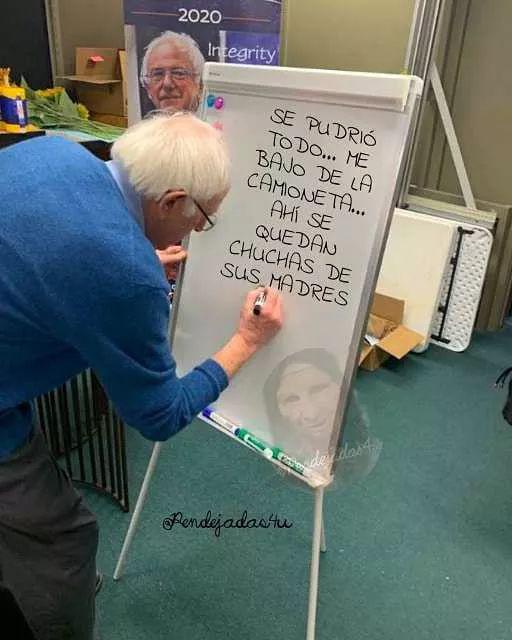 2020
Integrity
SE PUDRIÓ
TODO... ME
BAJO DE LA
CAMIONETA...
AHÍ SE
QUEDAN
CHUCHAS DE
SUS MADRES
@Pendejadas4u
@Pendejadas4u